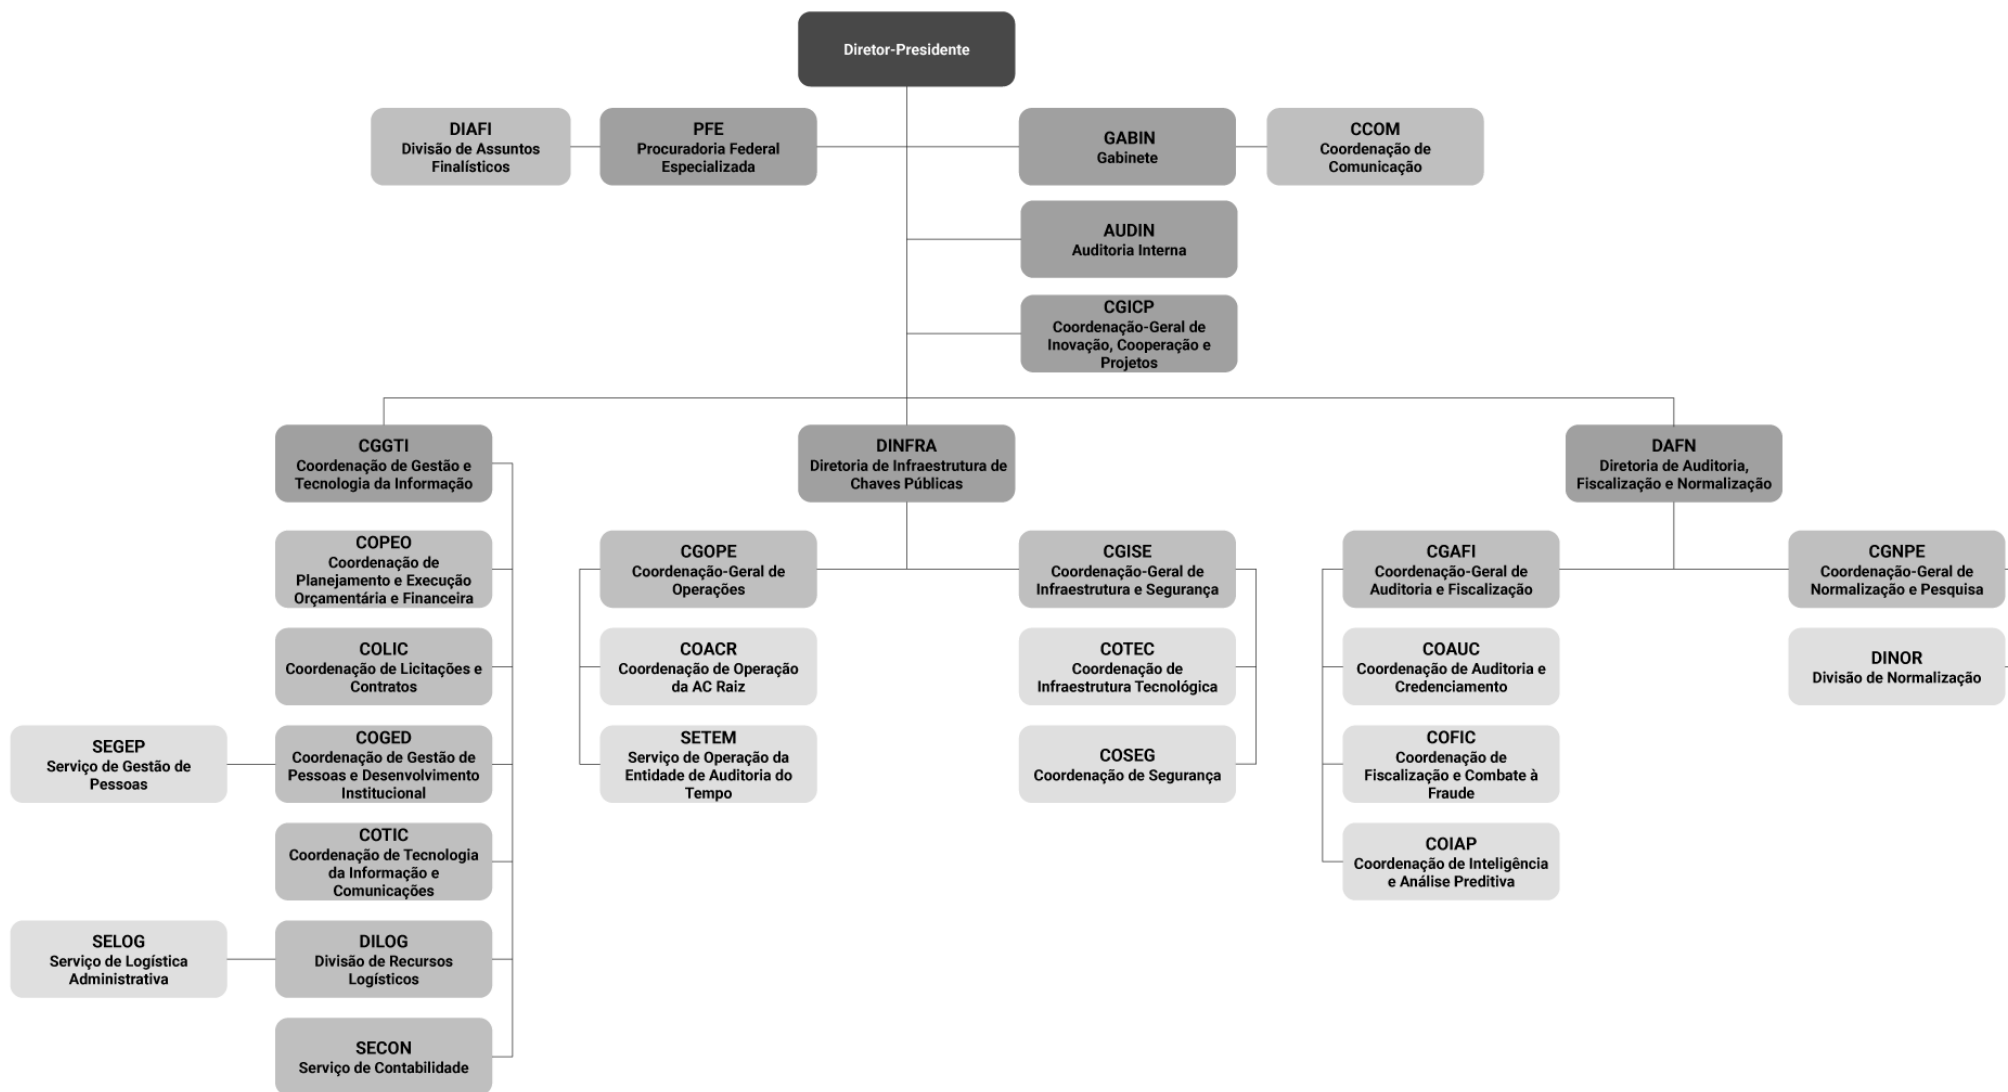 Diretor-Presidente
DIAFI
Divisão de Assuntos
Finalísticos
PFE
Procuradoria Federal
Especializada
GABIN
Gabinete
CCOM
Coordenação de
Comunicação
AUDIN
Auditoria Interna
CGICP
Coordenação-Geral de
Inovação, Cooperação e
Projetos
CGGTI
Coordenação de Gestão e
Tecnologia da Informação
DINFRA
Diretoria de Infraestrutura de
Chaves Públicas
DAFN
Diretoria de Auditoria,
Fiscalização e Normalização
COPEO
Coordenação de
Planejamento e Execução
Orçamentária e Financeira
CGOPE
Coordenação-Geral de
Operações
CGISE
Coordenação-Geral de
Infraestrutura e Segurança
CGAFI
Coordenação-Geral de
Auditoria e Fiscalização
CGNPE
Coordenação-Geral de
Normalização e Pesquisa
COLIC
Coordenação de Licitações e
Contratos
COACR
Coordenação de Operação
da AC Raiz
COTEC
Coordenação de
Infraestrutura Tecnológica
COAUC
Coordenação de Auditoria e
Credenciamento
DINOR
Divisão de Normalização
SEGEP
Serviço de Gestão de
Pessoas
COGED
Coordenação de Gestão de
Pessoas e Desenvolvimento
Institucional
SETEM
Serviço de Operação da
Entidade de Auditoria do
Tempo
COSEG
Coordenação de Segurança
COFIC
Coordenação de
Fiscalização e Combate à
Fraude
COTIC
Coordenação de Tecnologia
da Informação e
Comunicações
COIAP
Coordenação de Inteligência
e Análise Preditiva
SELOG
Serviço de Logística
Administrativa
DILOG
Divisão de Recursos
Logísticos
SECON
Serviço de Contabilidade